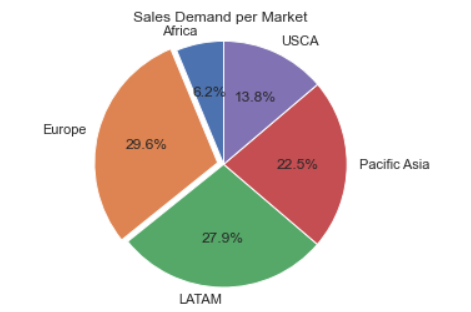 Sales Demand per Market
Africa
USCA
6.2%
13.8%
Europe
29.6%
22.5%
Pacific Asia
27.9%
LATAM